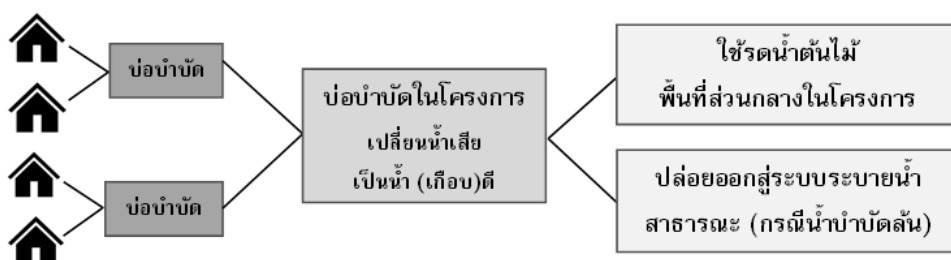 บ่อบำบัด
บ่อบำบัด
บ่อบำบัดในโครงการ
เปลี่ยนน้ำเสีย
เป็นน้ำ (เกือบ)ดี
ใช้รดน้ำต้นไม้
พื้นที่ส่วนกลางในโครงการ
ปล่อยออกสู่ระบบระบายน้ำ
สาธารณะ (กรณีน้ำบำบัดล้น)